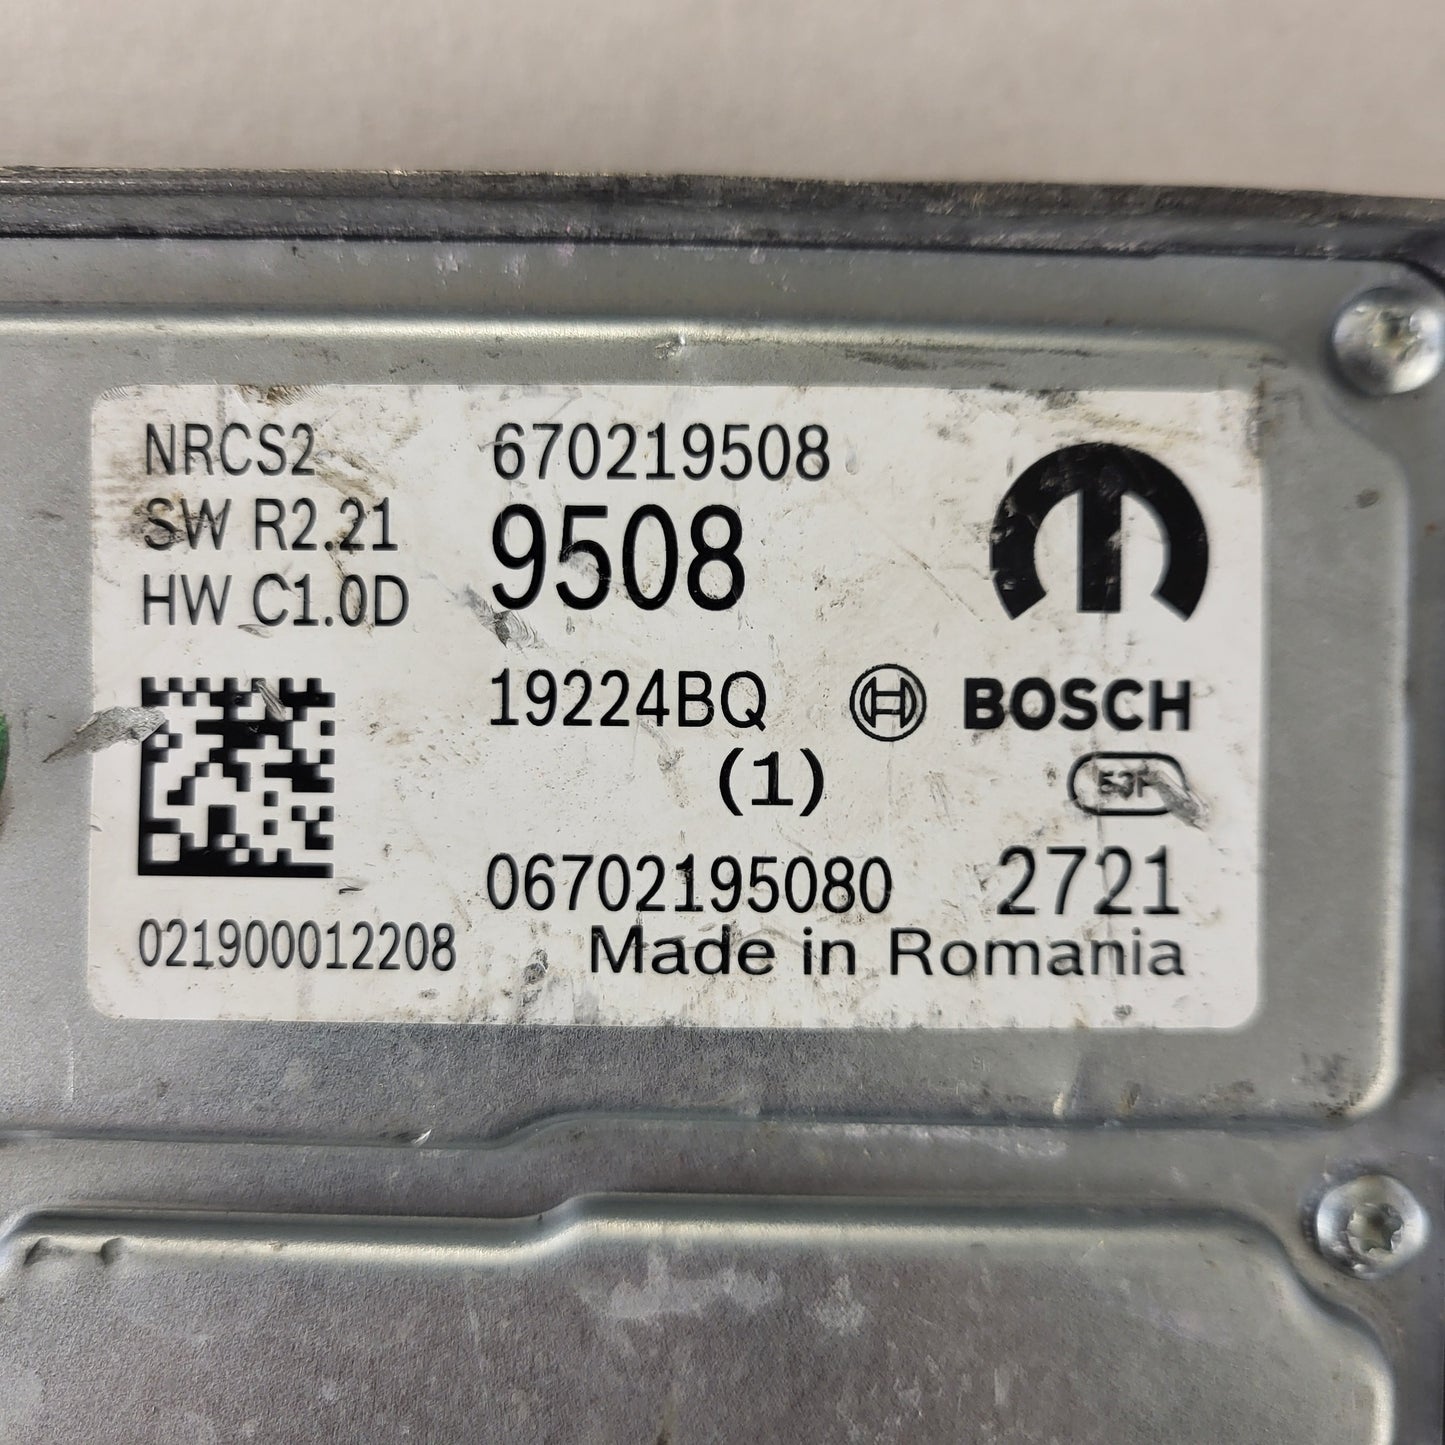 NRCS2 670219508
SW R2.21 9508
HW C1.0D
19224BQ BOSCH
(1)
06702195080 2721
021900012208 Made in Romania